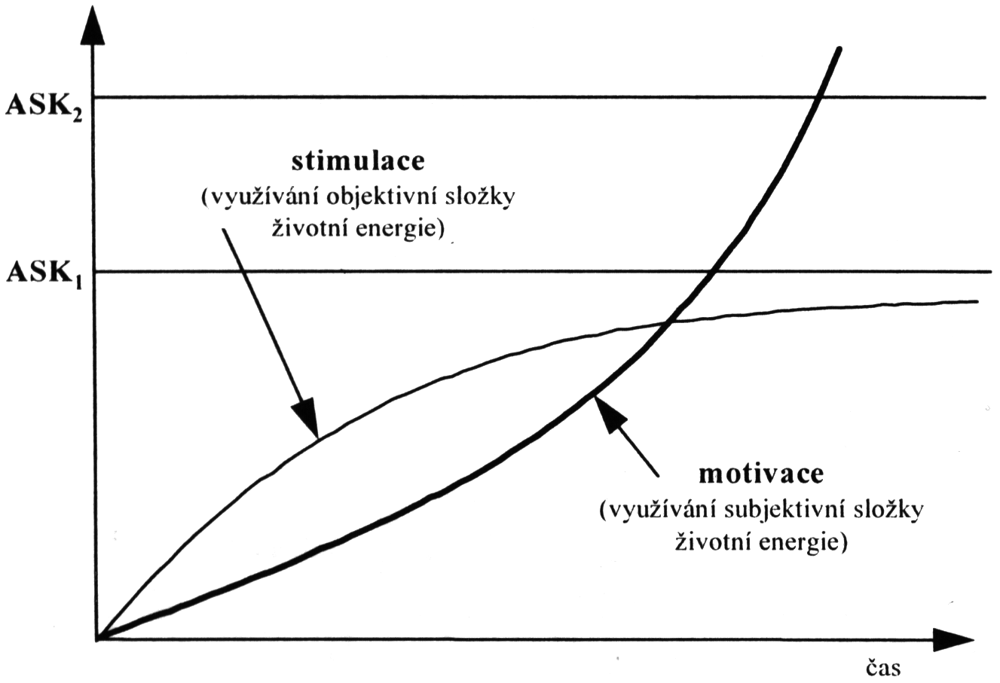 ASK₂
stimulace
(využívání objektivní složky
životní energie)
ASK₁
motivace
(využívání subjektivní složky
životní energie)
čas